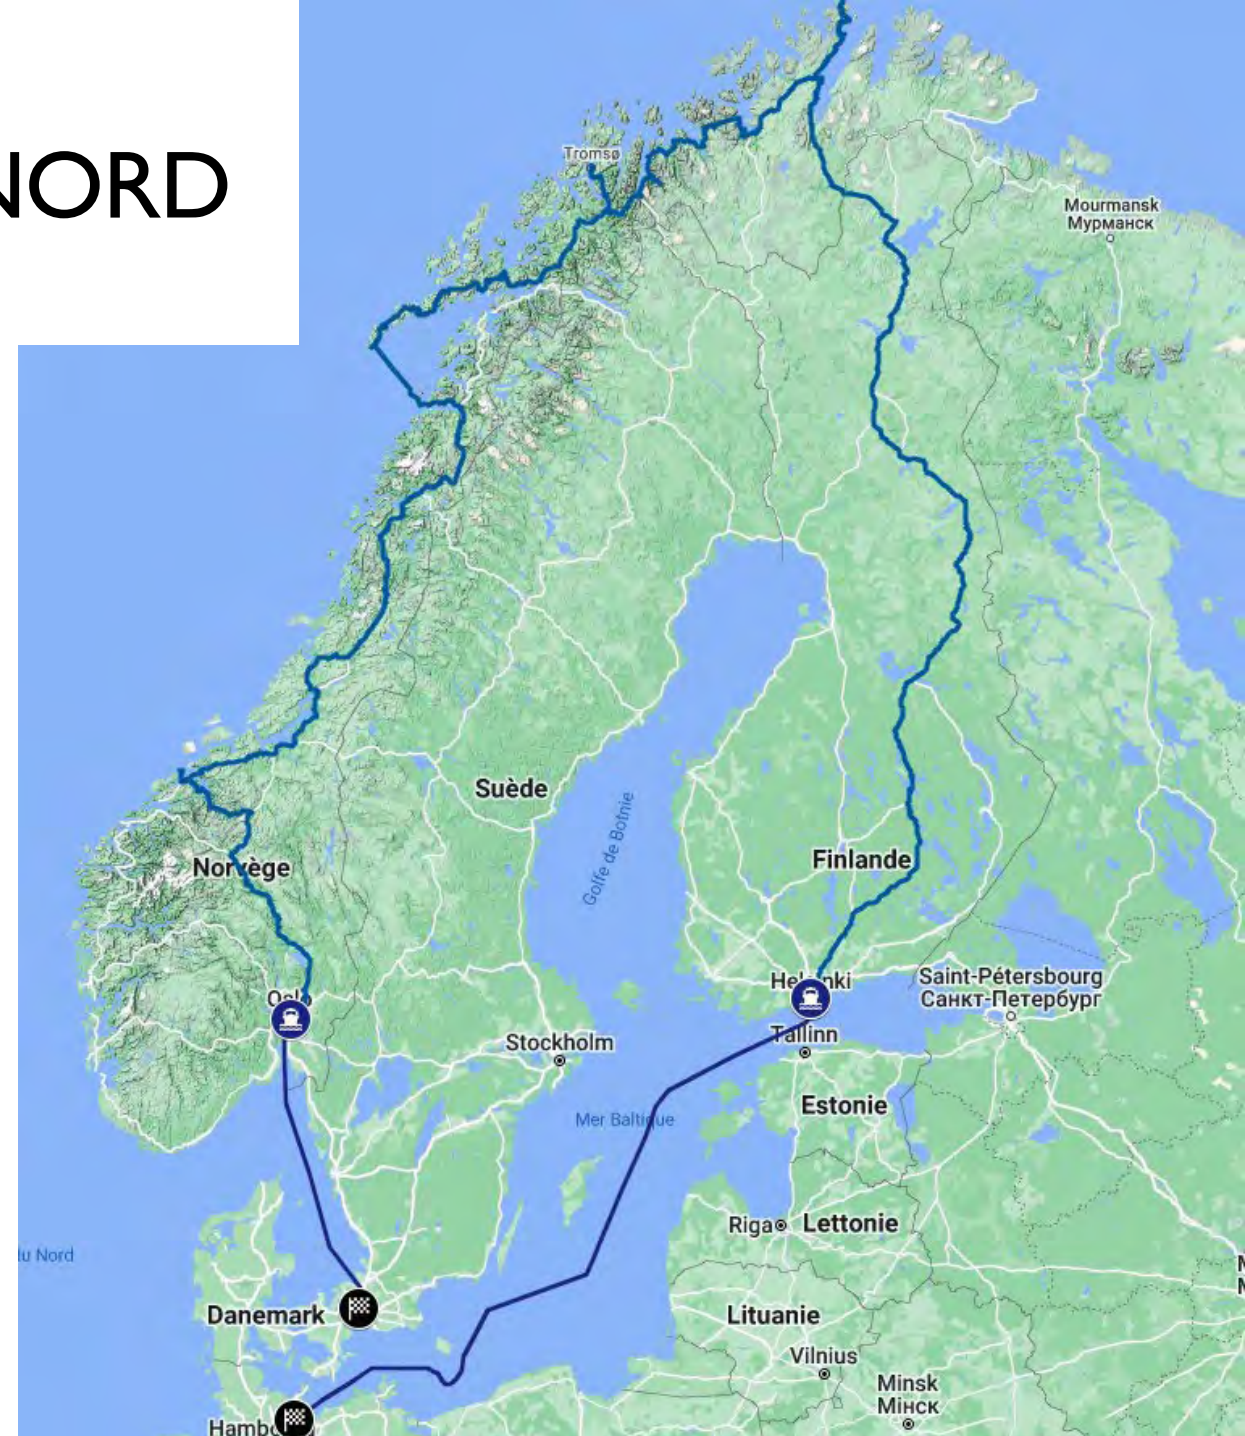 NORD
Tromsø
Mourmansk
Мурманск
Suède
Golfe de Botnie
Norvège
Finlande
Oslo
Helsinki
Saint-Pétersbourg
Санкт-Петербург
Tallinn
Stockholm
Estonie
Mer Baltique
Riga
Lettonie
du Nord
Danemark
Lituanie
Vilnius
Minsk
Мінск